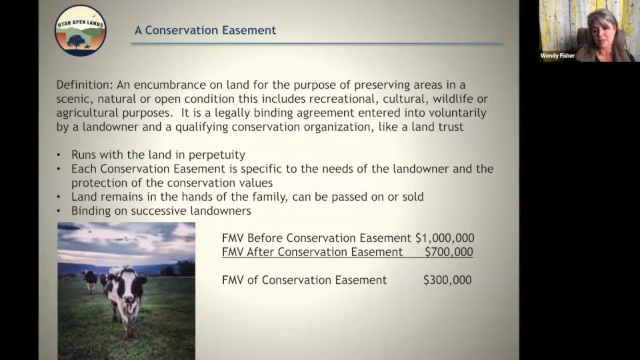 UTAH OPEN LANDS
A Conservation Easement
Wendy Fisher
Definition: An encumbrance on land for the purpose of preserving areas in a
scenic, natural or open condition this includes recreational, cultural, wildlife or
agricultural purposes. It is a legally binding agreement entered into voluntarily
by a landowner and a qualifying conservation organization, like a land trust
• Runs with the land in perpetuity
• Each Conservation Easement is specific to the needs of the landowner and the
protection of the conservation values
• Land remains in the hands of the family, can be passed on or sold
• Binding on successive landowners
FMV Before Conservation Easement $1,000,000
FMV After Conservation Easement $700,000
FMV of Conservation Easement $300,000